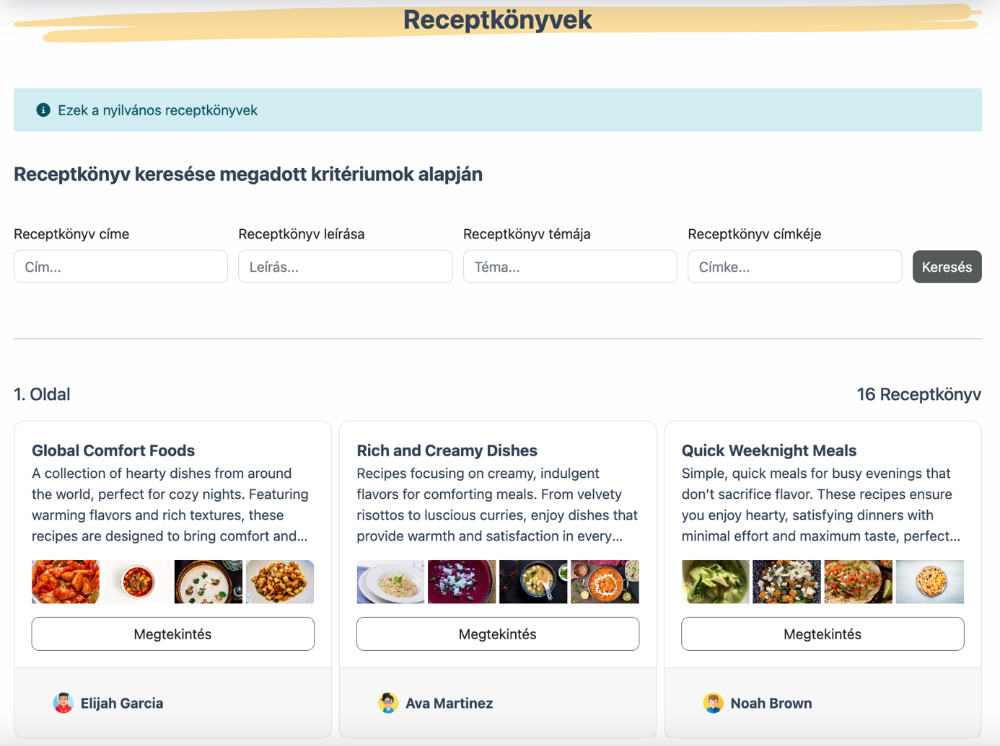 Receptkönyvek
Ezek a nyilvános receptkönyvek
Receptkönyv keresése megadott kritériumok alapján
Receptkönyv címe
Receptkönyv leírása
Receptkönyv témája
Receptkönyv címkéje
Cím...
Leírás...
Téma...
Címke...
Keresés
1. Oldal
16 Receptkönyv
Global Comfort Foods
A collection of hearty dishes from around
the world, perfect for cozy nights. Featuring
warming flavors and rich textures, these
recipes are designed to bring comfort and...
Megtekintés
Elijah Garcia
Rich and Creamy Dishes
Recipes focusing on creamy, indulgent
flavors for comforting meals. From velvety
risottos to luscious curries, enjoy dishes that
provide warmth and satisfaction in every...
Megtekintés
Ava Martinez
Quick Weeknight Meals
Simple, quick meals for busy evenings that
don’t sacrifice flavor. These recipes ensure
you enjoy hearty, satisfying dinners with
minimal effort and maximum taste, perfect...
Megtekintés
Noah Brown